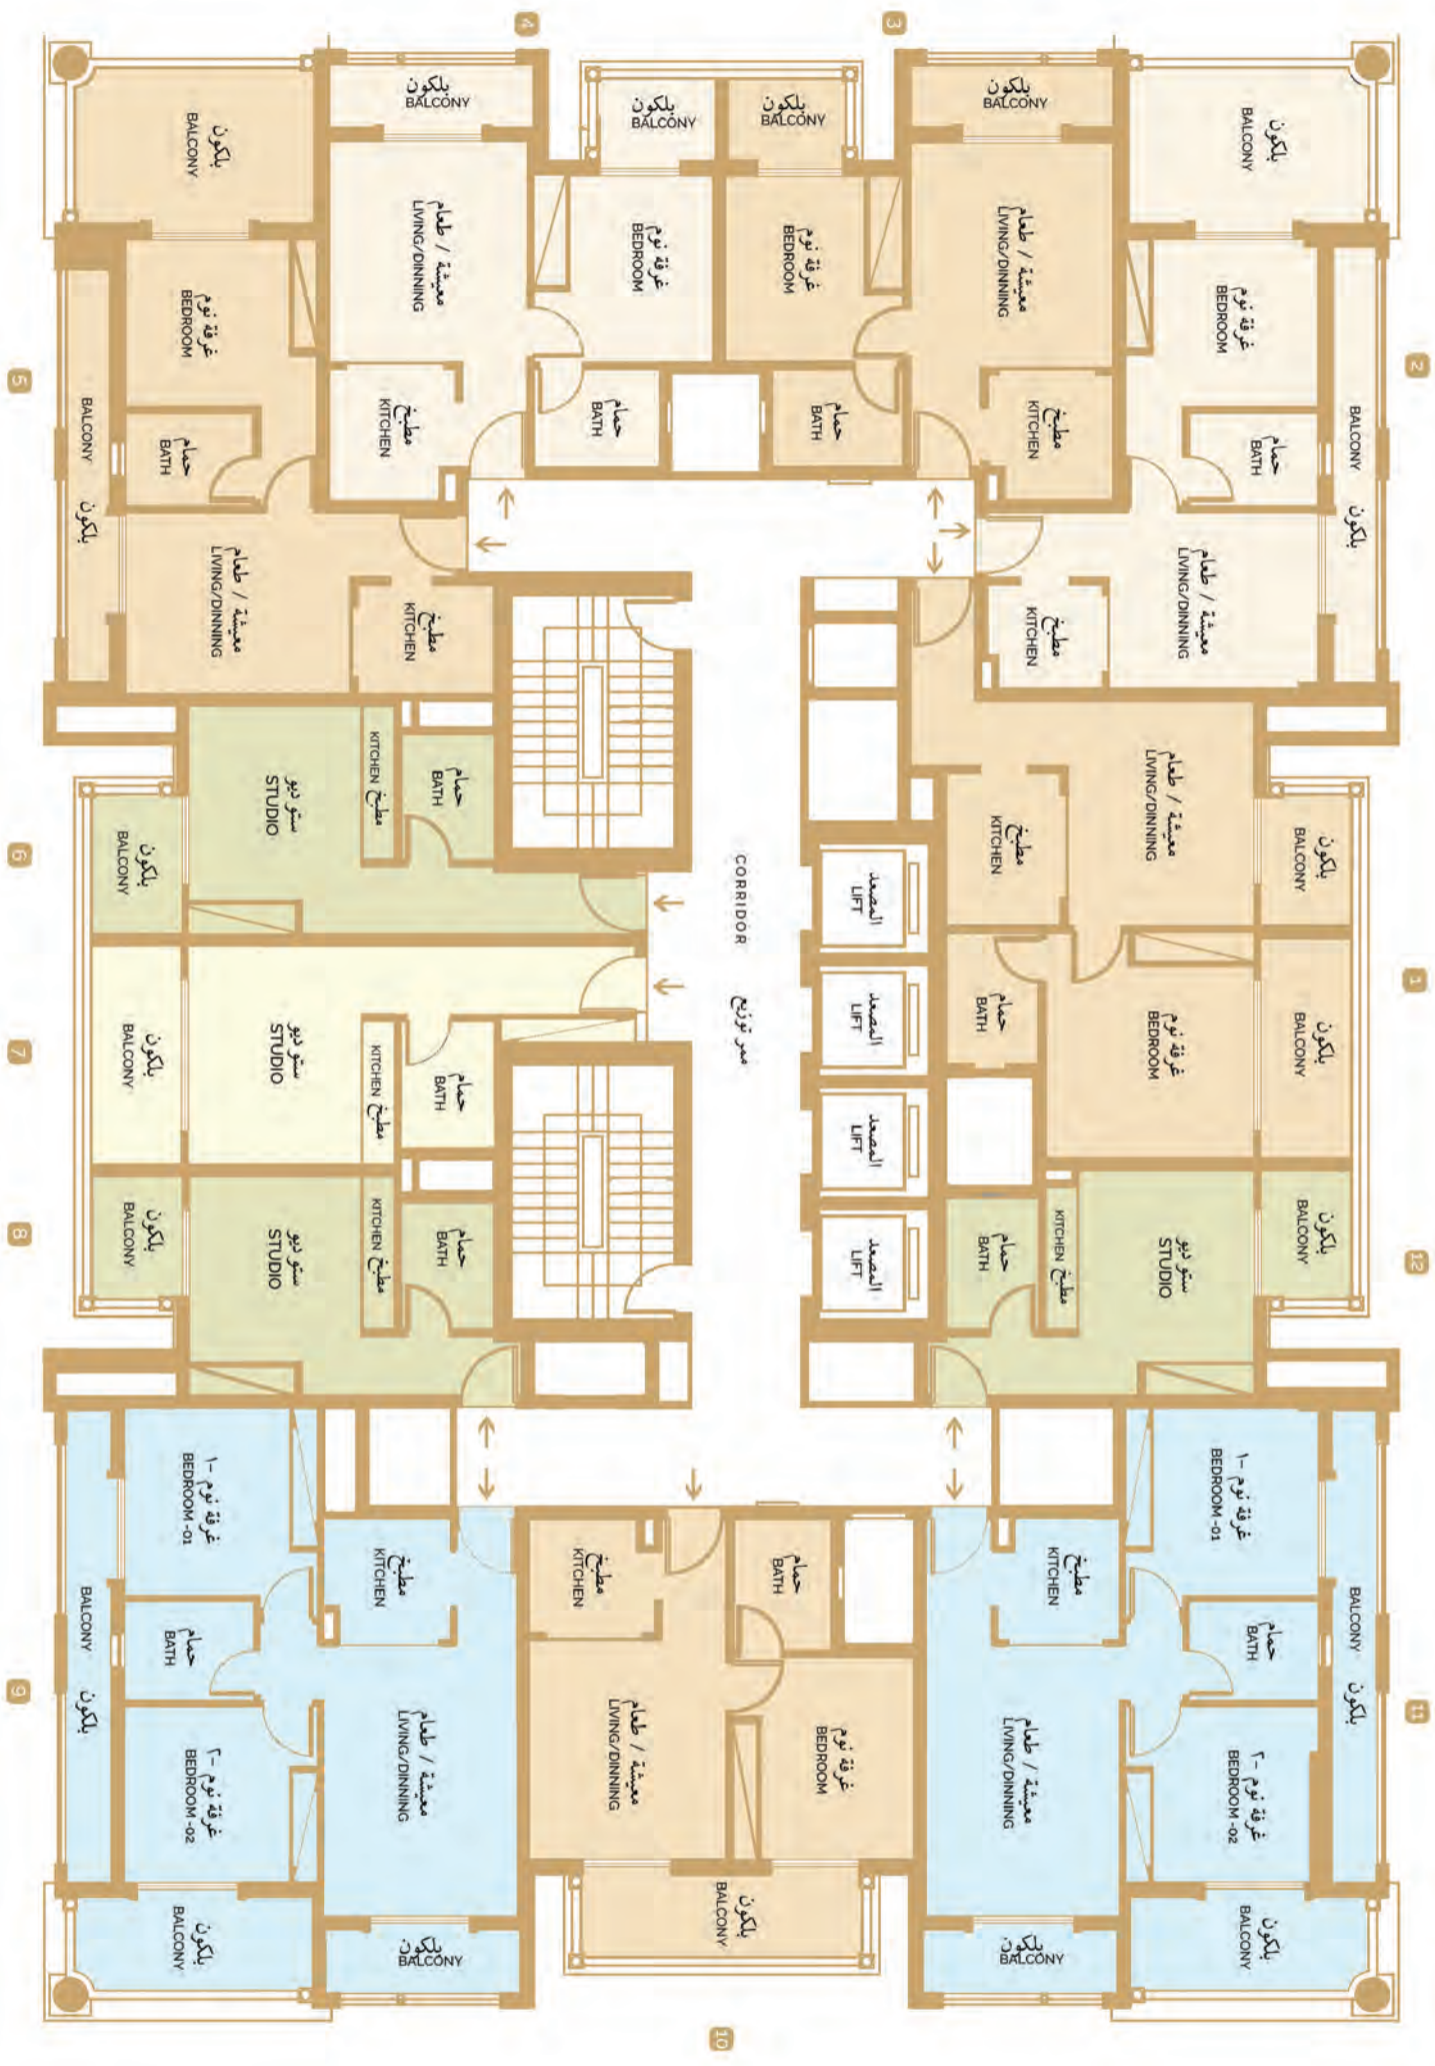 2
1
12
11
BALCONY بلكون
BALCONY بلكون
بلكون
BALCONY
بلكون
BALCONY
بلكون
BALCONY
بلكون
BALCONY
حمام
BATH
حمام
BATH
بلكون
BALCONY
غرفة نوم
BEDROOM
غرفة نوم -١
BEDROOM -01
غرفة نوم -٢
BEDROOM -02
معيشة / طعام
LIVING/DINNING
معيشة / طعام
LIVING/DINNING
غرفة نوم
BEDROOM
ستو ديو
STUDIO
مطبخ
KITCHEN
مطبخ
KITCHEN
مطبخ
KITCHEN
KITCHEN مطبخ
بلكون
BALCONY
معيشة / طعام
LIVING/DINNING
مطبخ
KITCHEN
حمام
BATH
حمام
BATH
معيشة / طعام
LIVING/DINNING
بلكون
BALCONY
3
المصعد
LIFT
المصعد
LIFT
المصعد
LIFT
المصعد
LIFT
بلكون
BALCONY
غرفة نوم
BEDROOM
حمام
BATH
حمام
BATH
غرفة نوم
BEDROOM
CORRIDOR ممر توزيع
بلكون
BALCONY
10
بلكون
BALCONY
غرفة نوم
BEDROOM
حمام
BATH
مطبخ
KITCHEN
معيشة / طعام
LIVING/DINNING
4
بلكون
BALCONY
معيشة / طعام
LIVING/DINNING
مطبخ
KITCHEN
مطبخ
KITCHEN
حمام
BATH
حمام
BATH
حمام
BATH
مطبخ
KITCHEN
معيشة / طعام
LIVING/DINNING
بلكون
BALCONY
KITCHEN مطبخ
KITCHEN مطبخ
KITCHEN مطبخ
ستو ديو
STUDIO
ستو ديو
STUDIO
ستو ديو
STUDIO
معيشة / طعام
LIVING/DINNING
بلكون
BALCONY
غرفة نوم
BEDROOM
حمام
BATH
غرفة نوم -١
BEDROOM -01
حمام
BATH
غرفة نوم -٢
BEDROOM -02
بلكون
BALCONY
بلكون
BALCONY
بلكون
BALCONY
بلكون
BALCONY
BALCONY بلكون
BALCONY بلكون
5
6
7
8
9